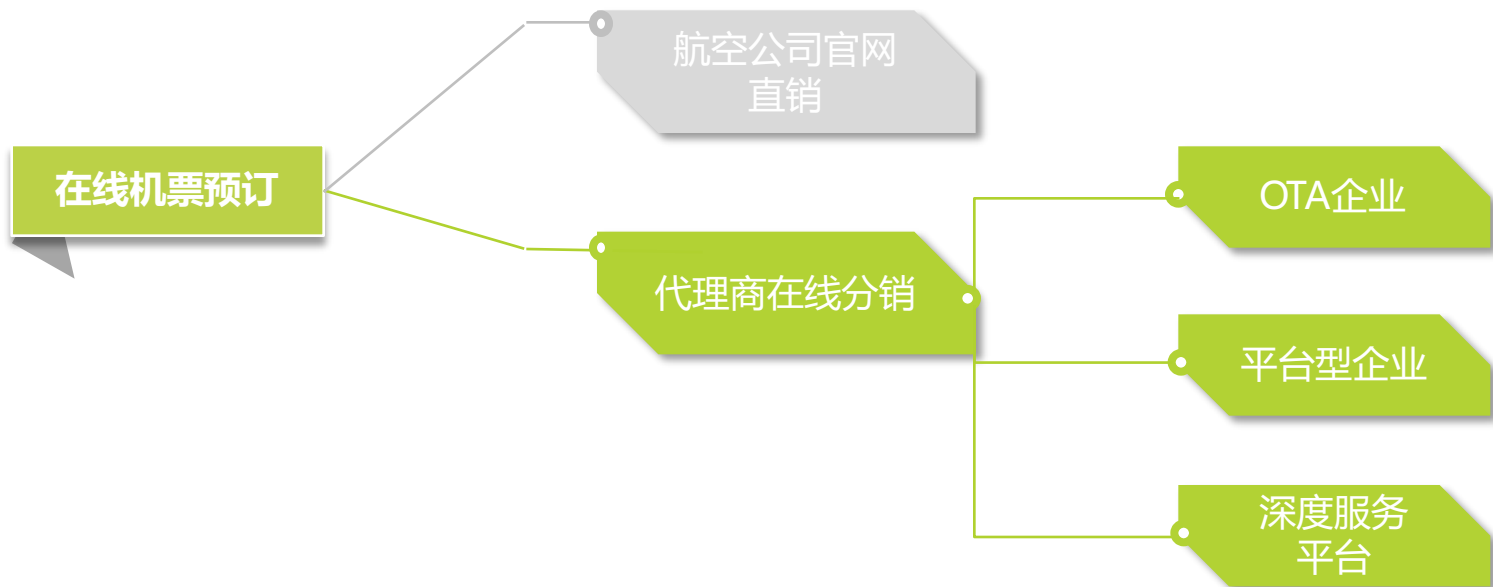 航空公司官网
直销
在线机票预订
OTA企业
代理商在线分销
平台型企业
深度服务
平台